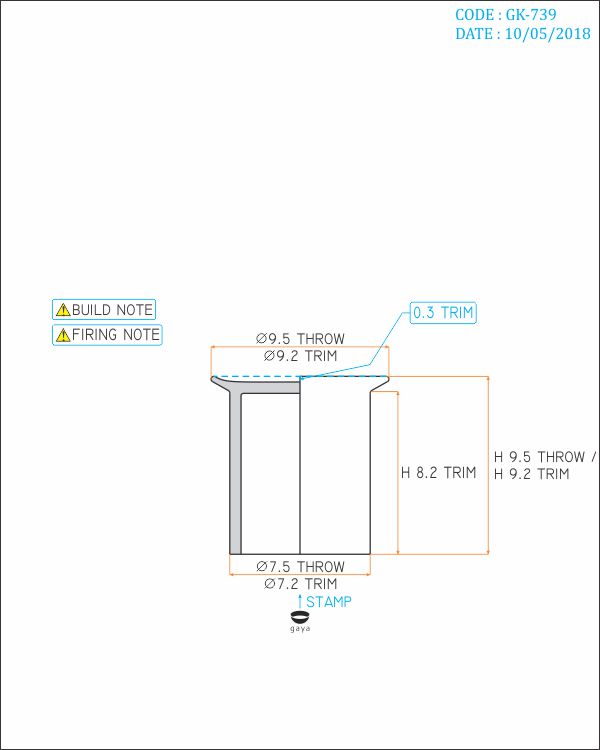 CODE : GK-739
DATE : 10/05/2018
BUILD NOTE
FIRING NOTE
0.3 TRIM
Ø9.5 THROW
Ø9.2 TRIM
H 8.2 TRIM
H 9.5 THROW /
H 9.2 TRIM
Ø7.5 THROW
Ø7.2 TRIM
STAMP
gaya